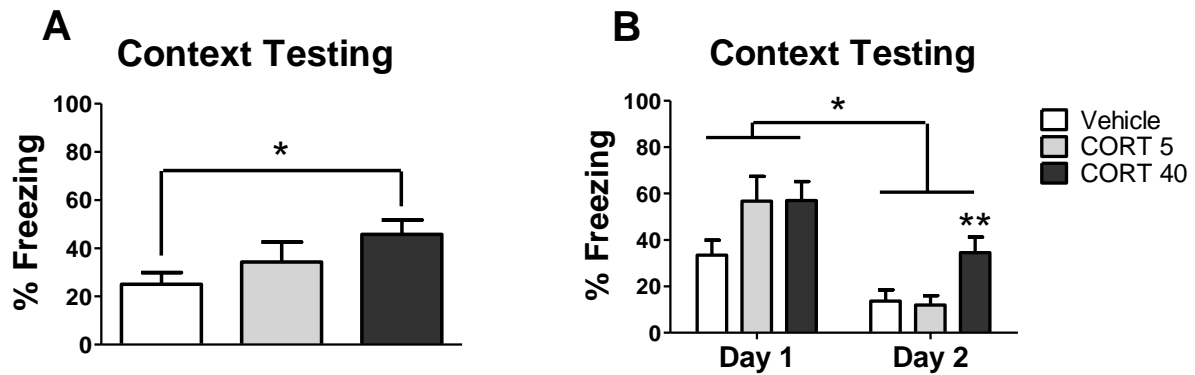 A
Context Testing
% Freezing
100
80
60
40
20
0
*
B
Context Testing
% Freezing
100
80
60
40
20
0
*
**
Day 1
Day 2
Vehicle
CORT 5
CORT 40